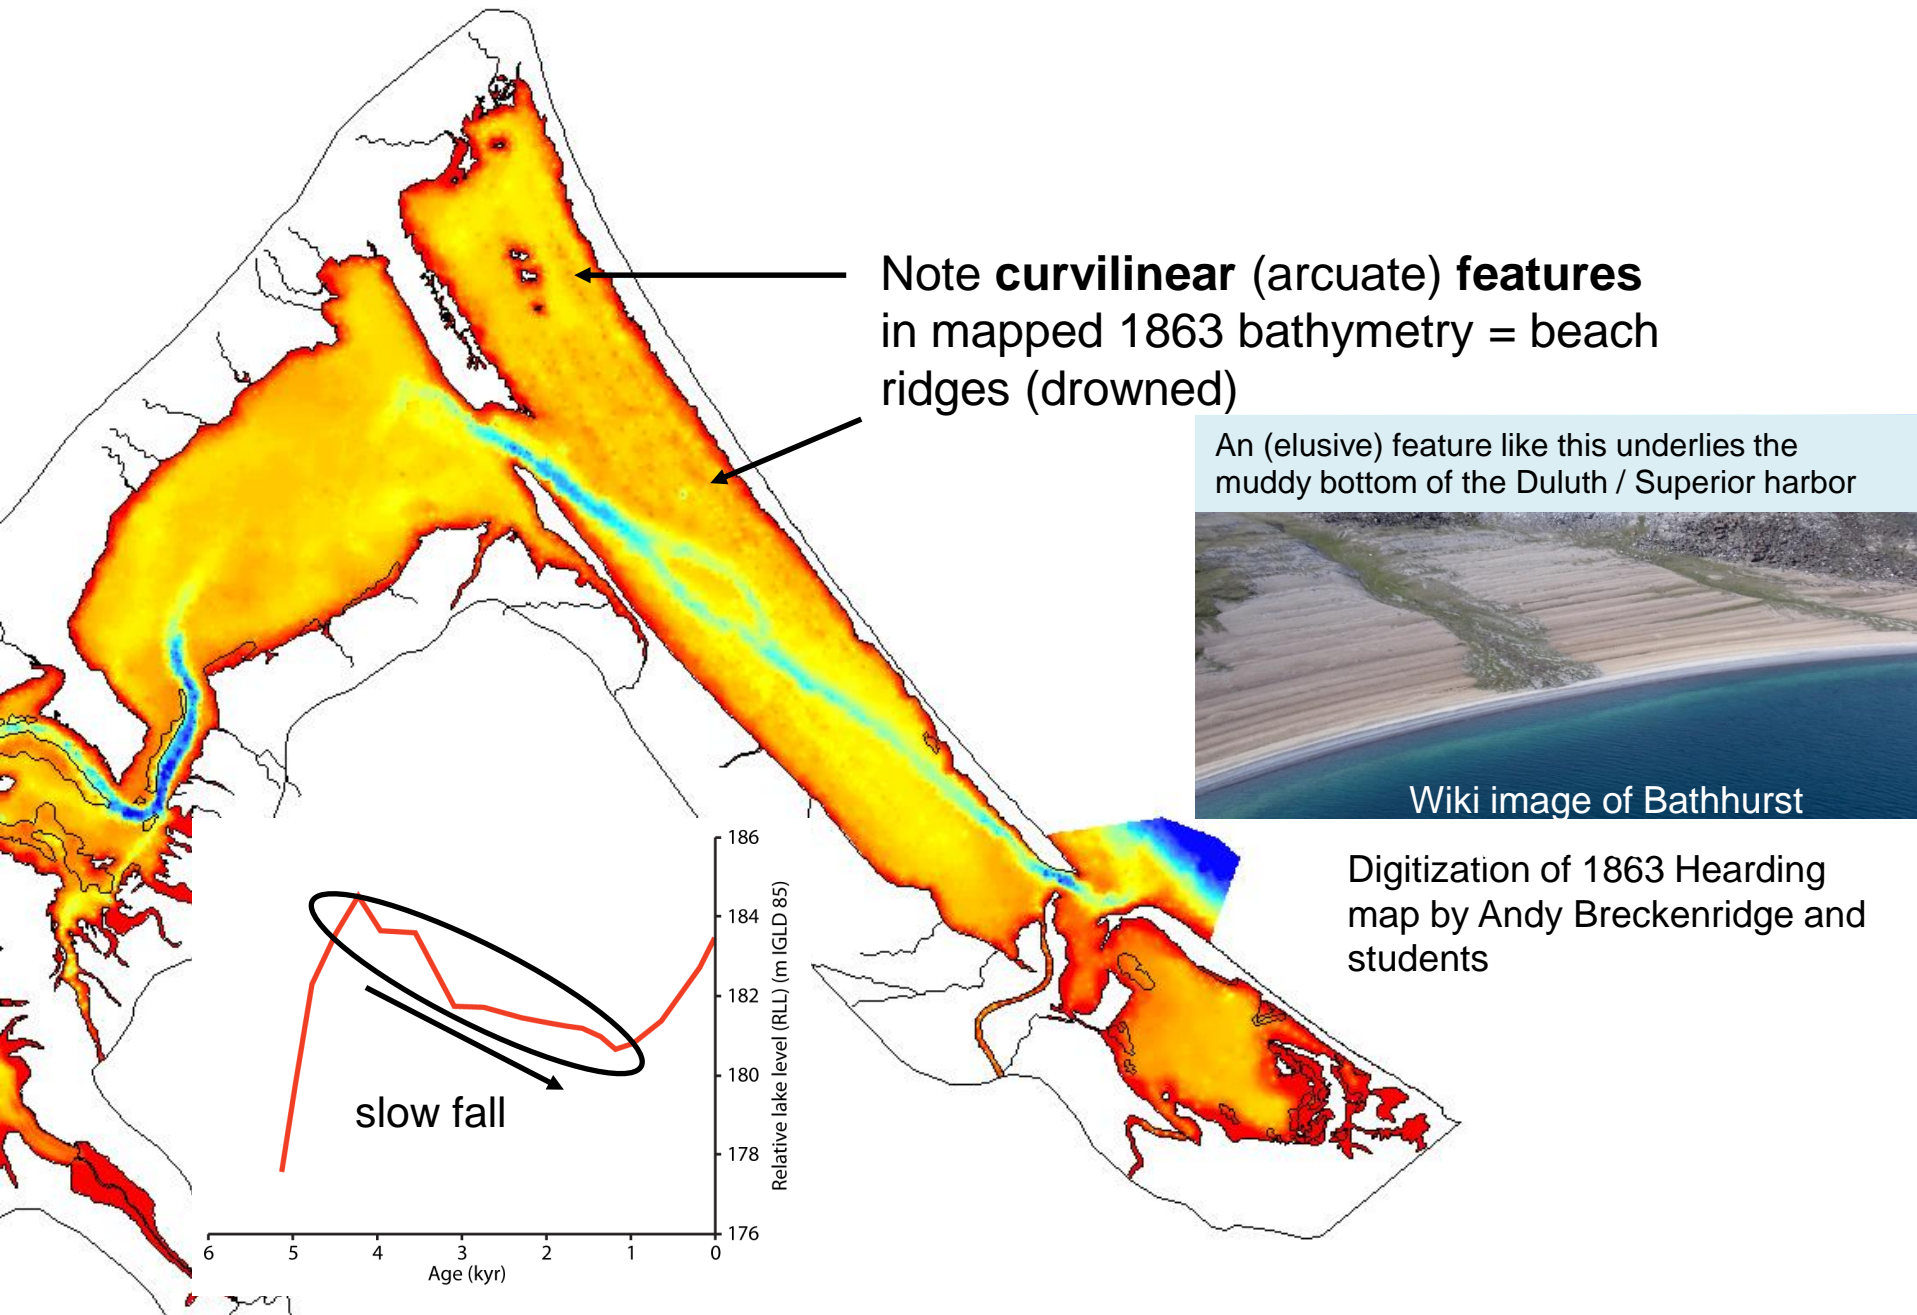 Note curvilinear (arcuate) features
in mapped 1863 bathymetry = beach
ridges (drowned)
An (elusive) feature like this underlies the
muddy bottom of the Duluth / Superior harbor
Wiki image of Bathhurst
Digitization of 1863 Hearding
map by Andy Breckenridge and
students
186
184
182
180
178
176
Relative lake level (RLL) (m IGLD 85)
slow fall
6 5 4 3 2 1 0
Age (kyr)